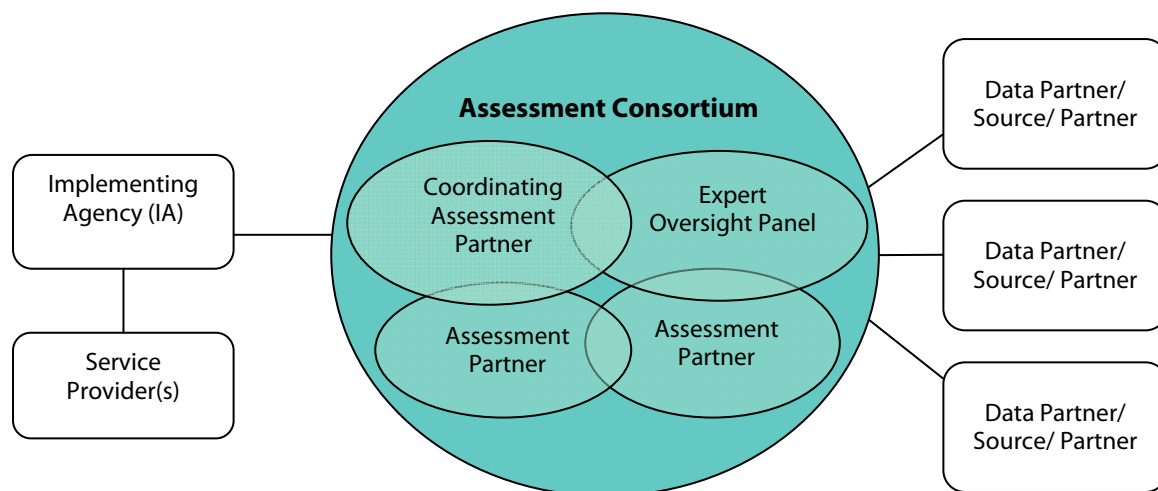 Assessment Consortium
Implementing
Agency (IA)
Service
Provider(s)
Coordinating
Assessment
Partner
Expert
Oversight Panel
Assessment
Partner
Assessment
Partner
Data Partner/
Source/ Partner
Data Partner/
Source/ Partner
Data Partner/
Source/ Partner